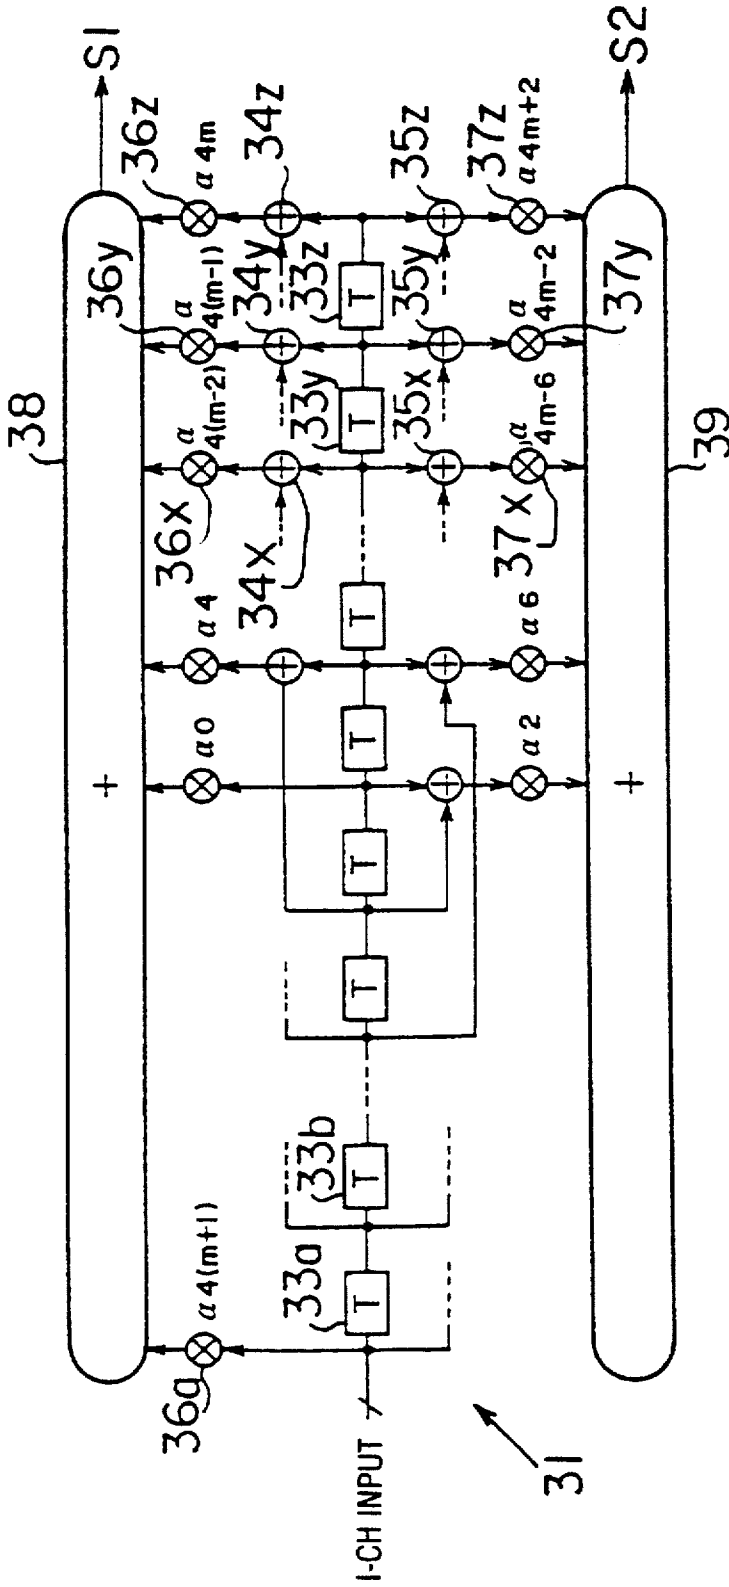 38
36y
36z
S1
α 4m
α 4(m-1)
α 4(m-2)
36x
α 4
α 0
α 4(m+1)
36a
+
34z
34y
34x
33z
33y
T
T
T
T
T
T
T
T
33b
33a
I-CH INPUT
35z
35y
35x
37z
α 4m+2
α 4m-2
α 4m-6
37x
37y
α 6
α 2
+
S2
39
31